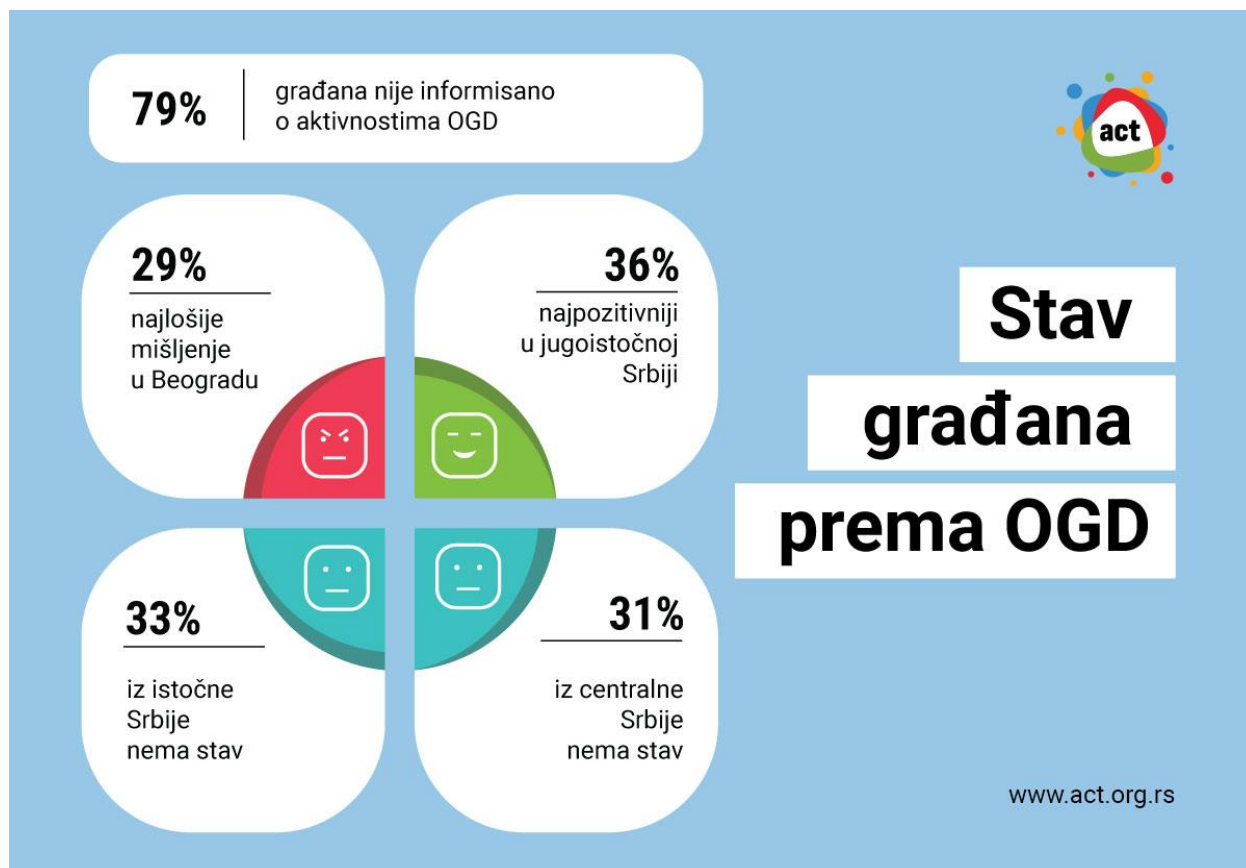 79%
građana nije informisano
o aktivnostima OGD
act
29%
najlošije
mišljenje
u Beogradu
36%
najpozitivniji
u jugoistočnoj
Srbiji
Stav
građana
prema OGD
33%
iz istočne
Srbije
nema stav
31%
iz centralne
Srbije
nema stav
www.act.org.rs